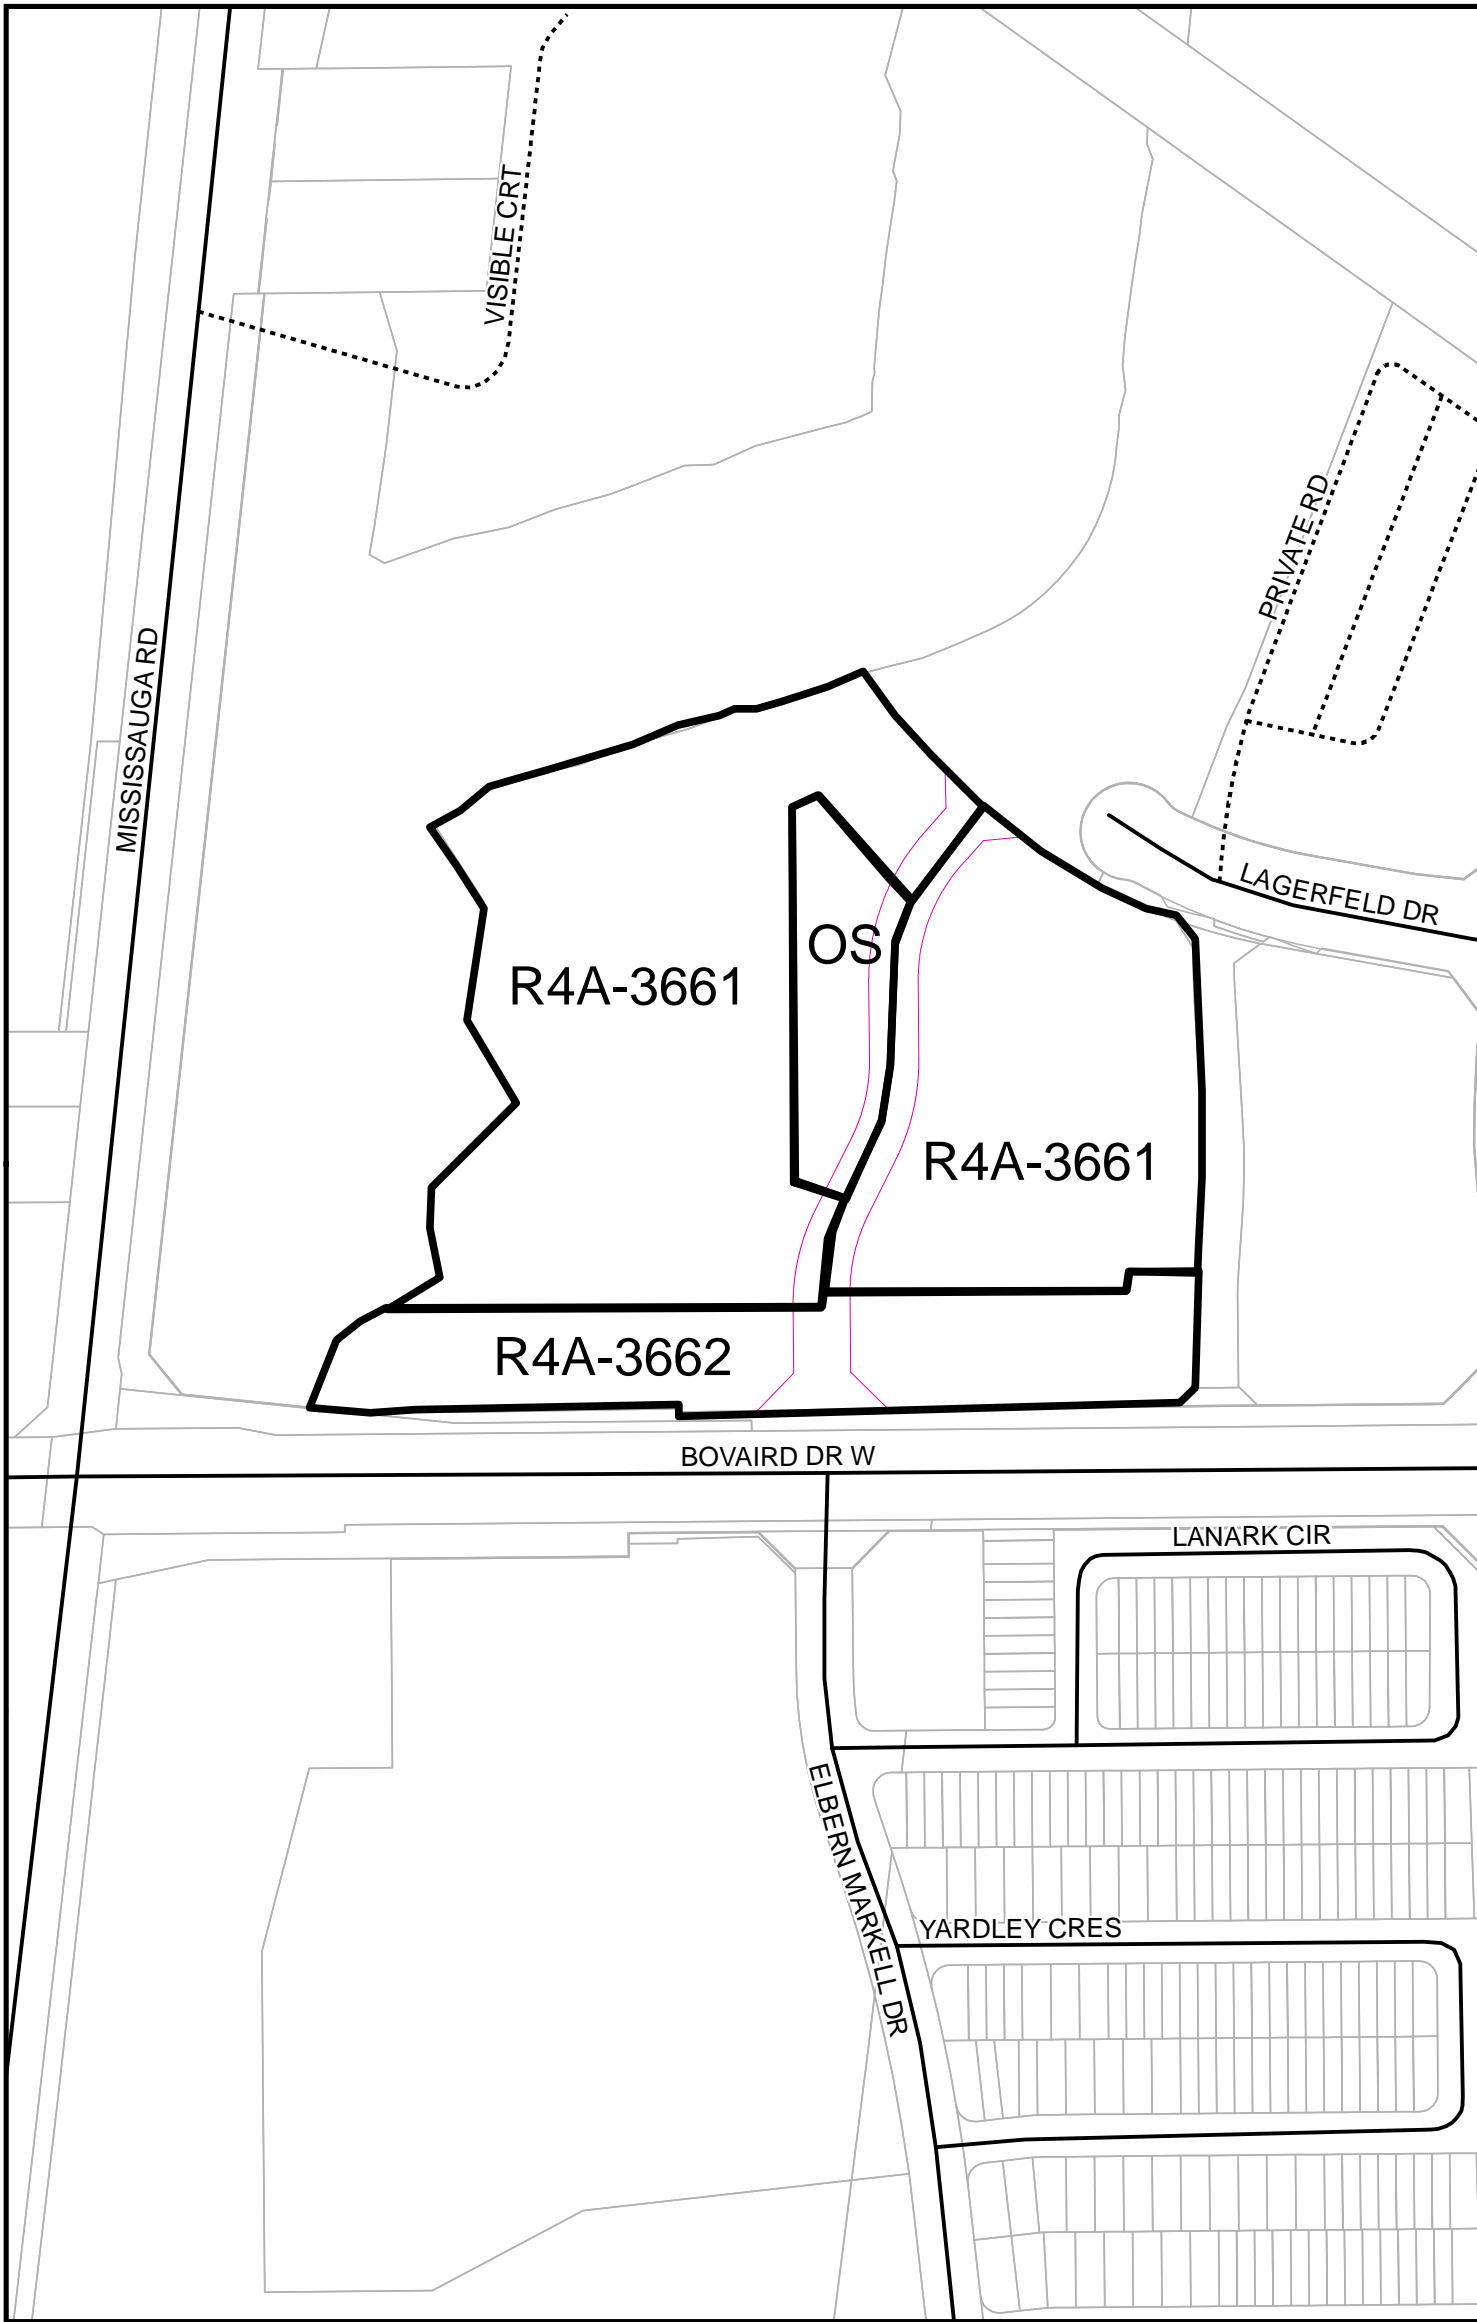 VISIBLE CRT
PRIVATE RD
MISSISSAUGA RD
LAGERFELD DR
OS
R4A-3661
R4A-3661
R4A-3662
BOVAIRD DR W
LANARK CIR
ELBERN MARKELL DR
YARDLEY CRES